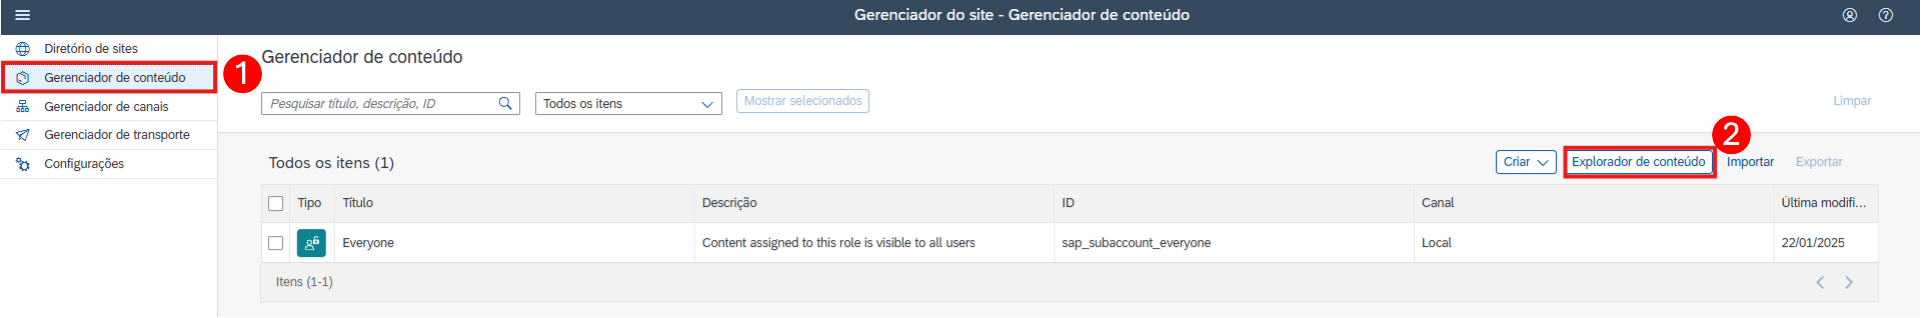 Gerenciador do site - Gerenciador de conteúdo
Diretório de sites
Gerenciador de conteúdo
Gerenciador de canais
Gerenciador de transporte
Configurações
1
Gerenciador de conteúdo
Pesquisar título, descrição, ID
Todos os itens
Mostrar selecionados
Limpar
2
Todos os itens (1)
Criar
Explorador de conteúdo
Importar
Exportar
Tipo Título Descrição ID Canal Última modifi...
Everyone Content assigned to this role is visible to all users sap_subaccount_everyone Local 22/01/2025
Itens (1-1)